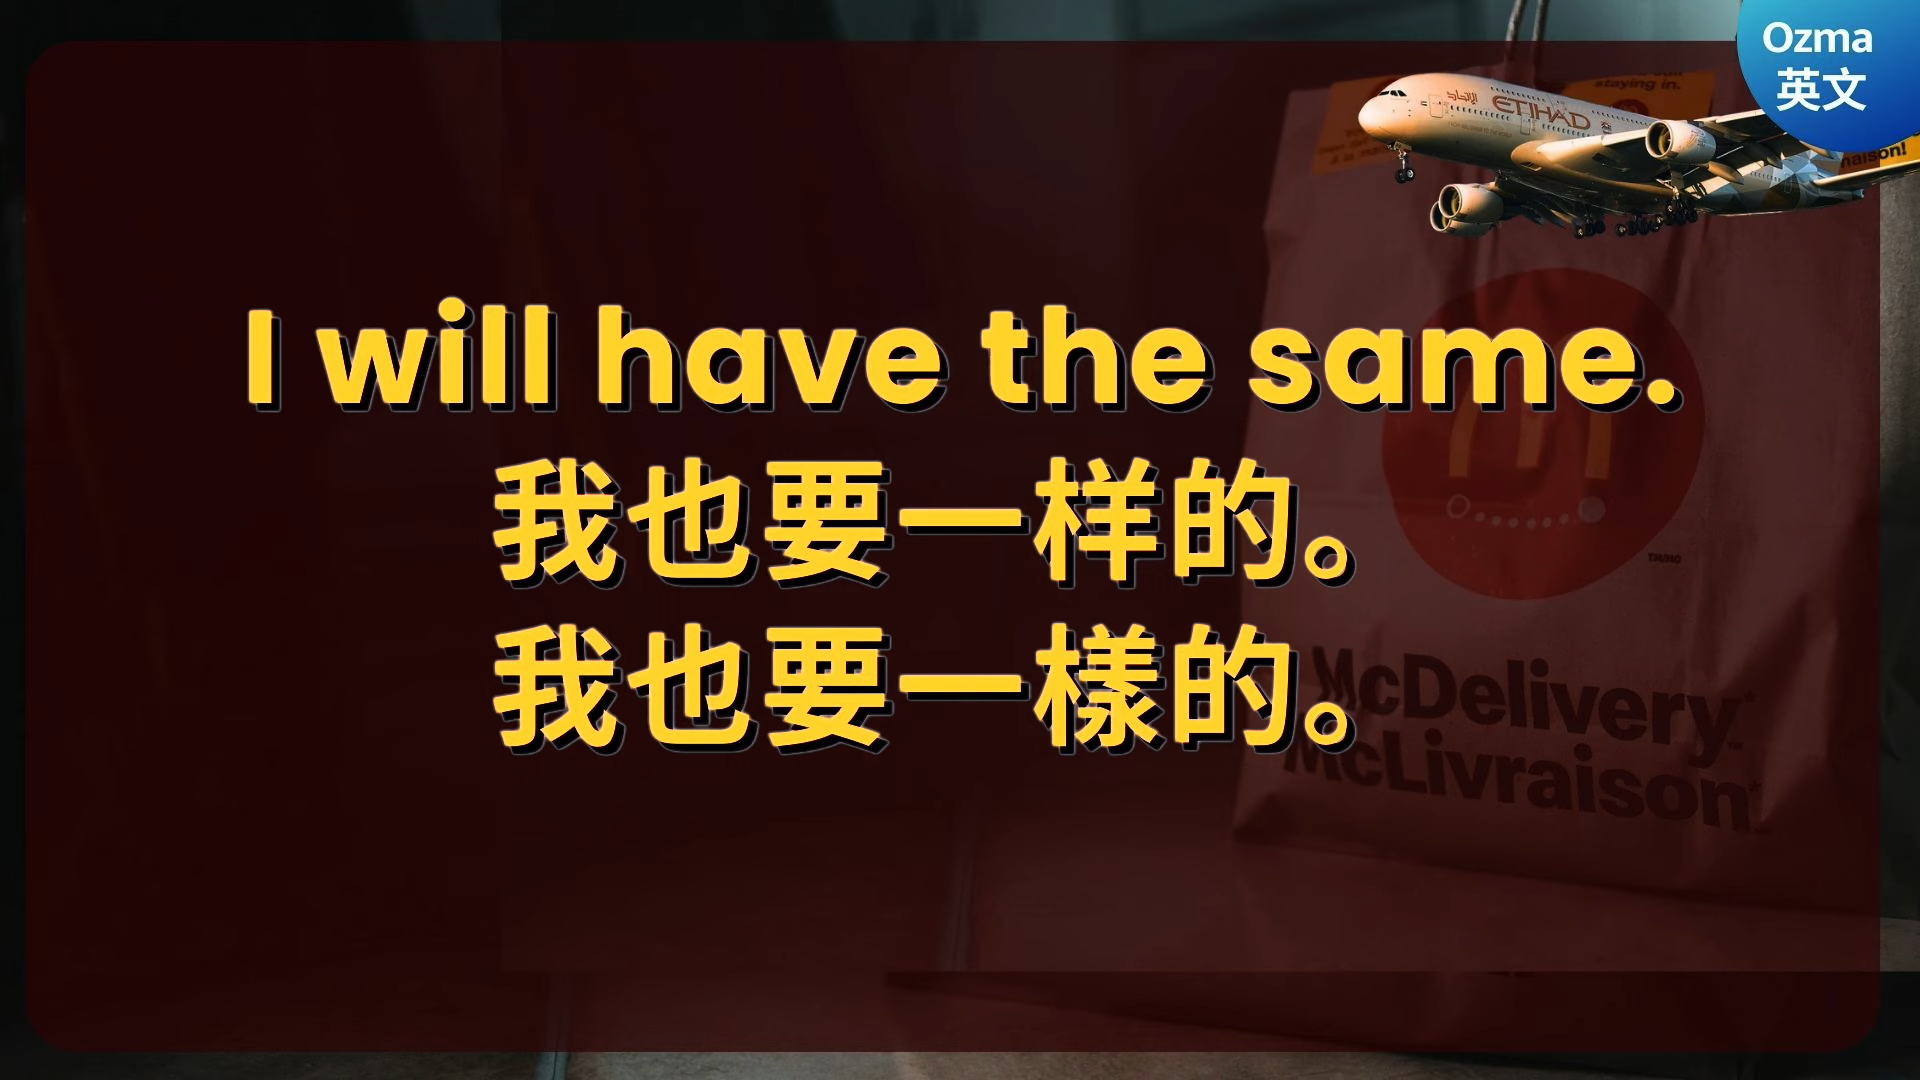 Ozma
英文
staying in.
الإتحاد
ETIHAD
maison!
I will have the same.
我也要一样的。
我也要一樣的。
McDelivery
McLivraison